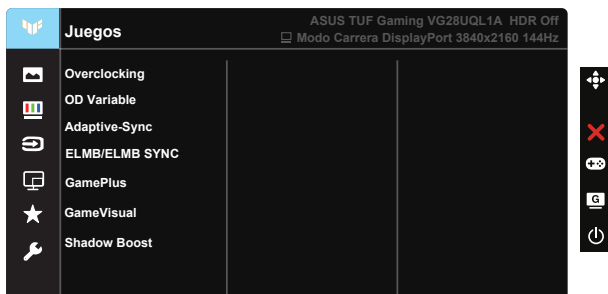 Juegos
ASUS TUF Gaming VG28UQL1A HDR Off
Modo Carrera DisplayPort 3840x2160 144Hz
Overclocking
OD Variable
Adaptive-Sync
ELMB/ELMB SYNC
GamePlus
GameVisual
Shadow Boost
G